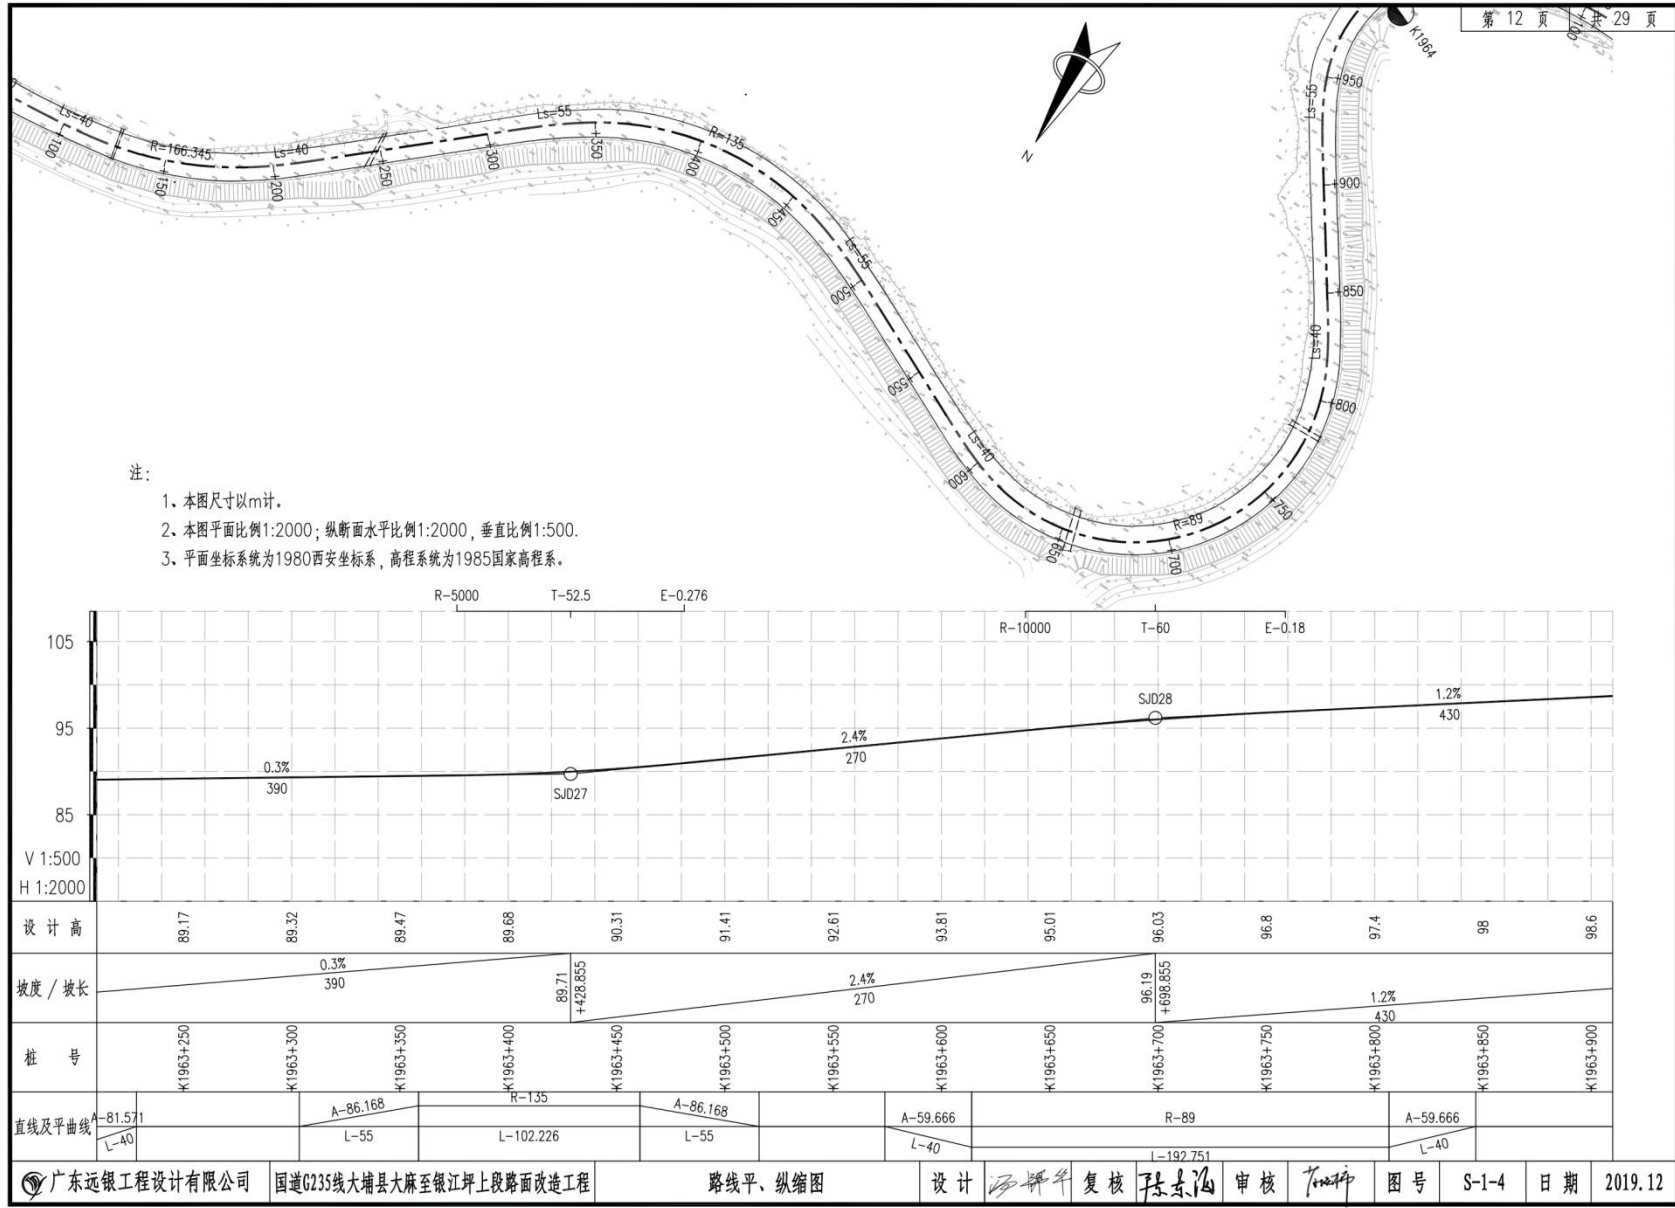 第 12 页 共 29 页
K1964
100
Ls=40
100
R=166.345
150
Ls=40
200
250
300
Ls=55
350
R=135
400
450
Ls=55
+500
+550
Ls=40
600
+650
R=89
+700
+750
+800
Ls=40
+850
+900
Ls=55
+950
N
注：
1、本图尺寸以m计。
2、本图平面比例1:2000；纵断面水平比例1:2000，垂直比例1:500.
3、平面坐标系统为1980西安坐标系，高程系统为1985国家高程系。
R-5000 T-52.5 E-0.276
R-10000 T-60 E-0.18
105
95
85
V 1:500
H 1:2000
0.3%
390
SJD27
2.4%
270
SJD28
1.2%
430
设计高 89.17 89.32 89.47 89.68 90.31 91.41 92.61 93.81 95.01 96.03 96.8 97.4 98 98.6
坡度 / 坡长
0.3%
390
89.71
+428.855
2.4%
270
96.19
+698.855
1.2%
430
桩号 K1963+250 K1963+300 K1963+350 K1963+400 K1963+450 K1963+500 K1963+550 K1963+600 K1963+650 K1963+700 K1963+750 K1963+800 K1963+850 K1963+900
直线及平曲线
A-81.571
L-40
A-86.168
L-55
R-135
L-102.226
A-86.168
L-55
A-59.666
L-40
R-89
L-192.751
A-59.666
L-40
广东远银工程设计有限公司 国道G235线大埔县大麻至银江坪上段路面改造工程 路线平、纵缩图 设计 复核 审核 图号 S-1-4 日期 2019.12